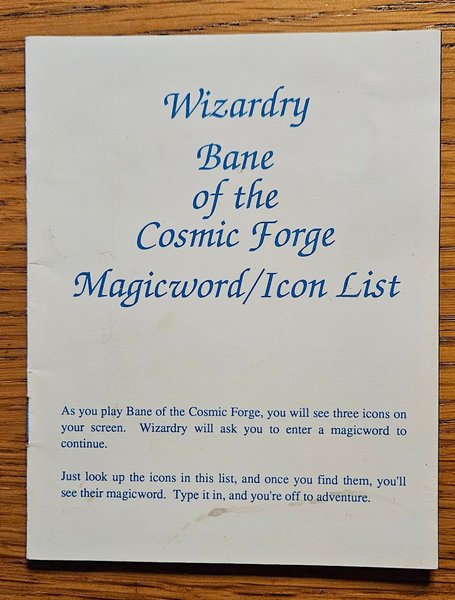 Wizardry
Bane
of the
Cosmic Forge
Magicword/Icon List
As you play Bane of the Cosmic Forge, you will see three icons on
your screen. Wizardry will ask you to enter a magicword to
continue.
Just look up the icons in this list, and once you find them, you'll
see their magicword. Type it in, and you're off to adventure.